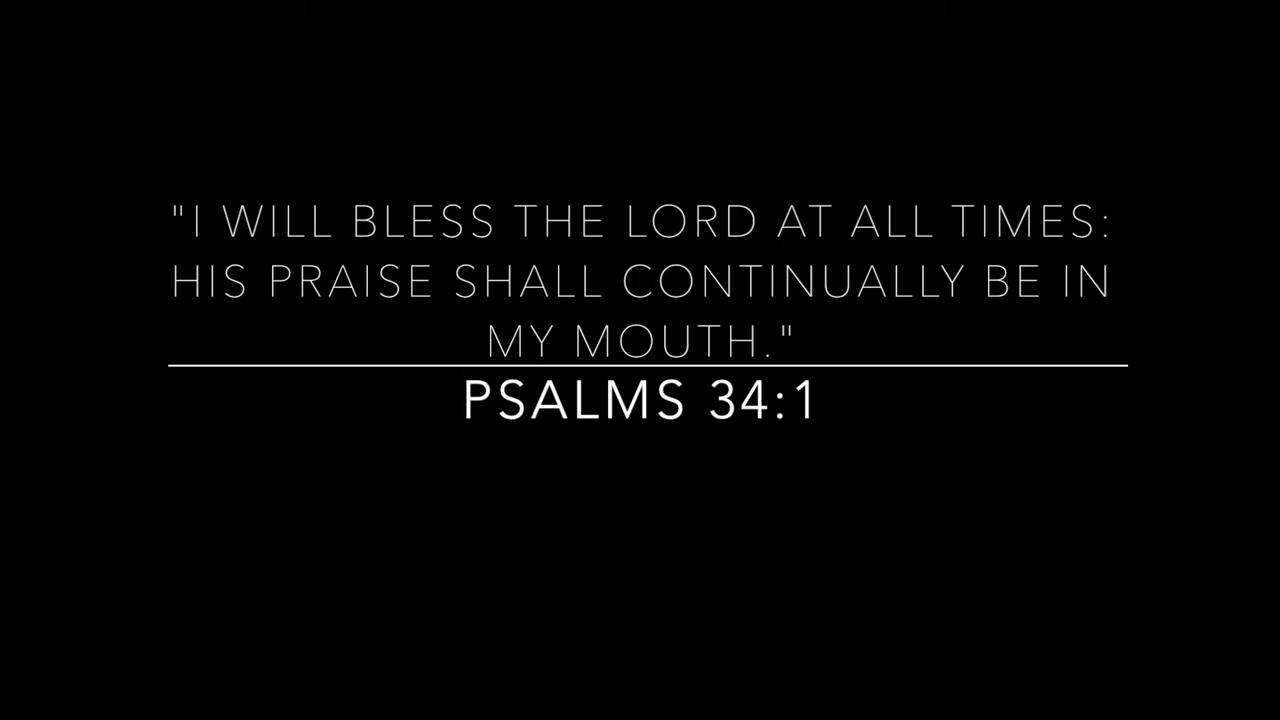 "I WILL BLESS THE LORD AT ALL TIMES:
HIS PRAISE SHALL CONTINUALLY BE IN
MY MOUTH."
PSALMS 34:1